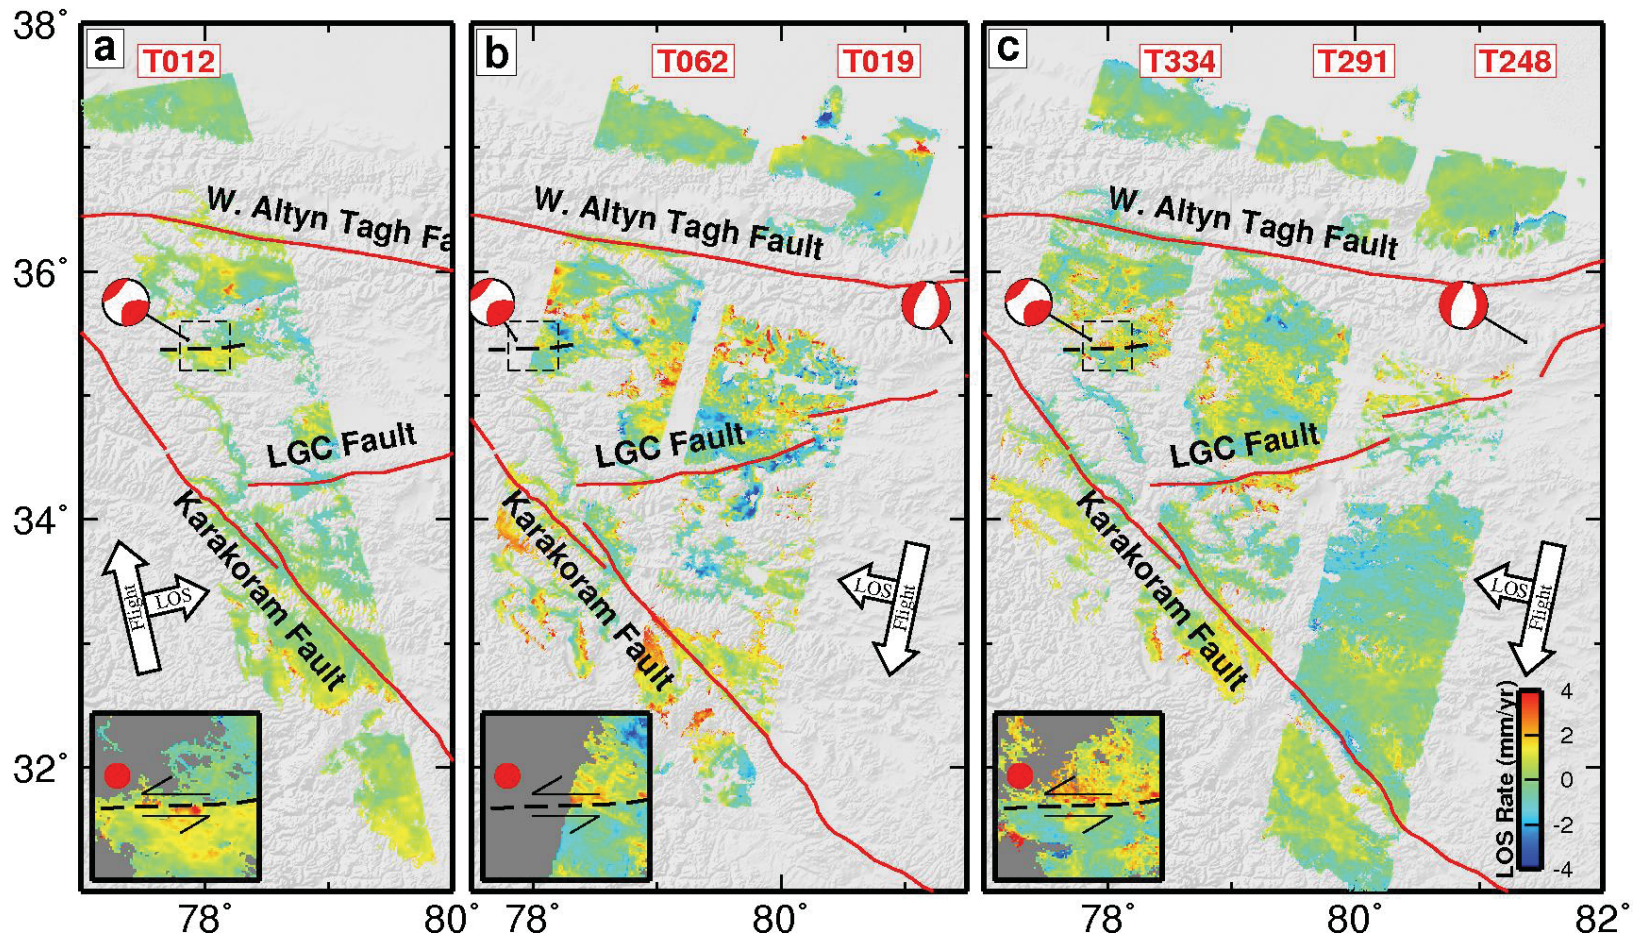 38°
36°
34°
32°
a
T012
W. Altyn Tagh Fa
LGC Fault
Karakoram Fault
Flight
LOS
78°
80
b
T062
T019
W. Altyn Tagh Fault
LGC Fault
Karakoram Fault
LOS
Flight
78°
80°
c
T334
T291
T248
W. Altyn Tagh Fault
LGC Fault
Karakoram Fault
LOS
Flight
LOS Rate (mm/yr)
4
2
0
-2
-4
78°
80°
82°